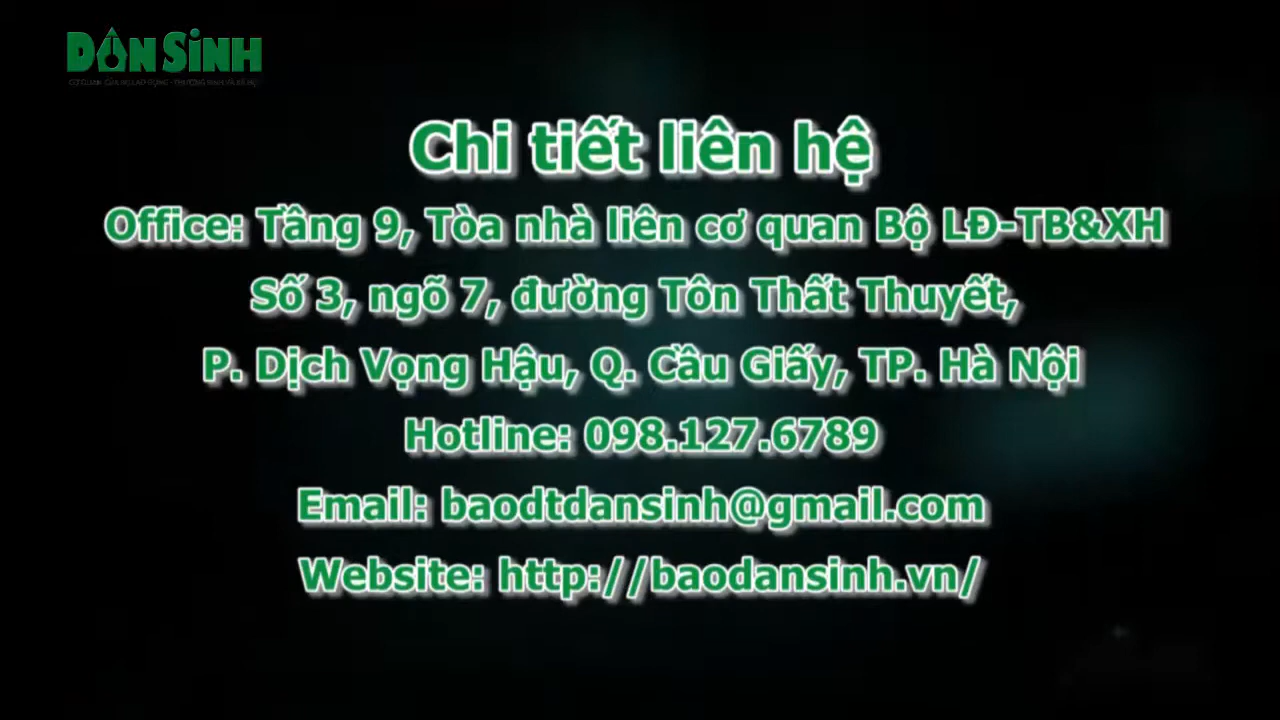 DÂN SINH
Chi tiết liên hệ
Office: Tầng 9, Tòa nhà liên cơ quan Bộ LĐ-TB&XH
Số 3, ngõ 7, đường Tôn Thất Thuyết,
P. Dịch Vọng Hậu, Q. Cầu Giấy, TP. Hà Nội
Hotline: 098.127.6789
Email: baodtdansinh@gmail.com
Website: http://baodansinh.vn/